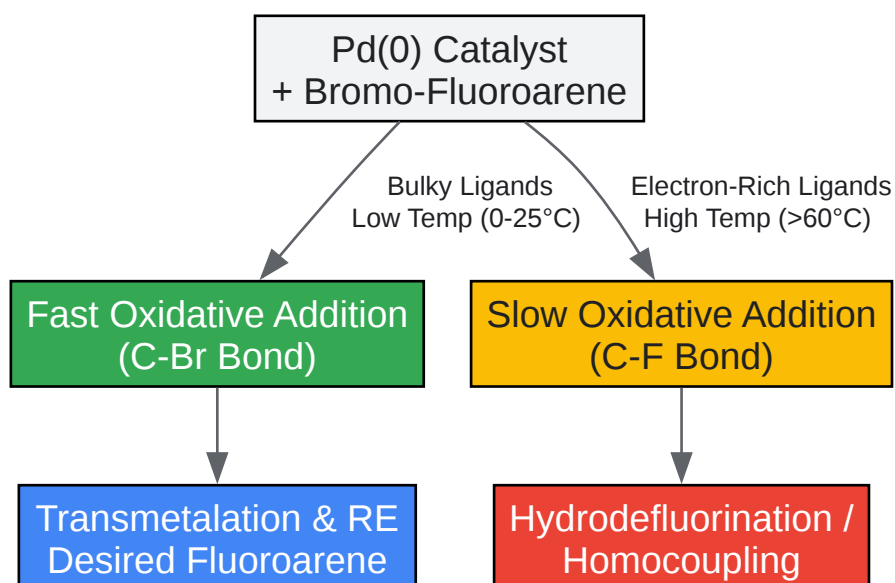 Pd(0) Catalyst
+ Bromo-Fluoroarene
Bulky Ligands
Low Temp (0-25°C)
Electron-Rich Ligands
High Temp (>60°C)
Fast Oxidative Addition
(C-Br Bond)
Slow Oxidative Addition
(C-F Bond)
Transmetalation & RE
Desired Fluoroarene
Hydrodefluorination /
Homocoupling